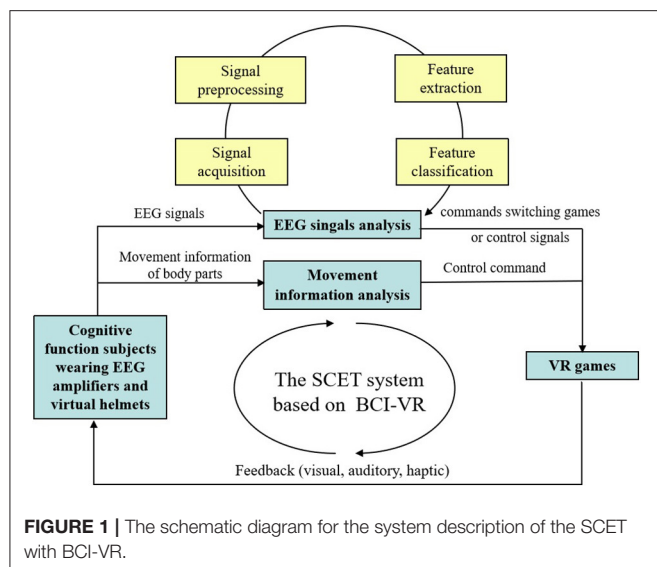 Signal
preprocessing
Feature
extraction
Signal
acquisition
Feature
classification
EEG signals
EEG singals analysis
commands switching games
or control signals
Movement information
of body parts
Movement
information analysis
Control command
Cognitive
function subjects
wearing EEG
amplifiers and
virtual helmets
The SCET system
based on BCI-VR
VR games
Feedback (visual, auditory, haptic)
FIGURE 1 | The schematic diagram for the system description of the SCET
with BCI-VR.